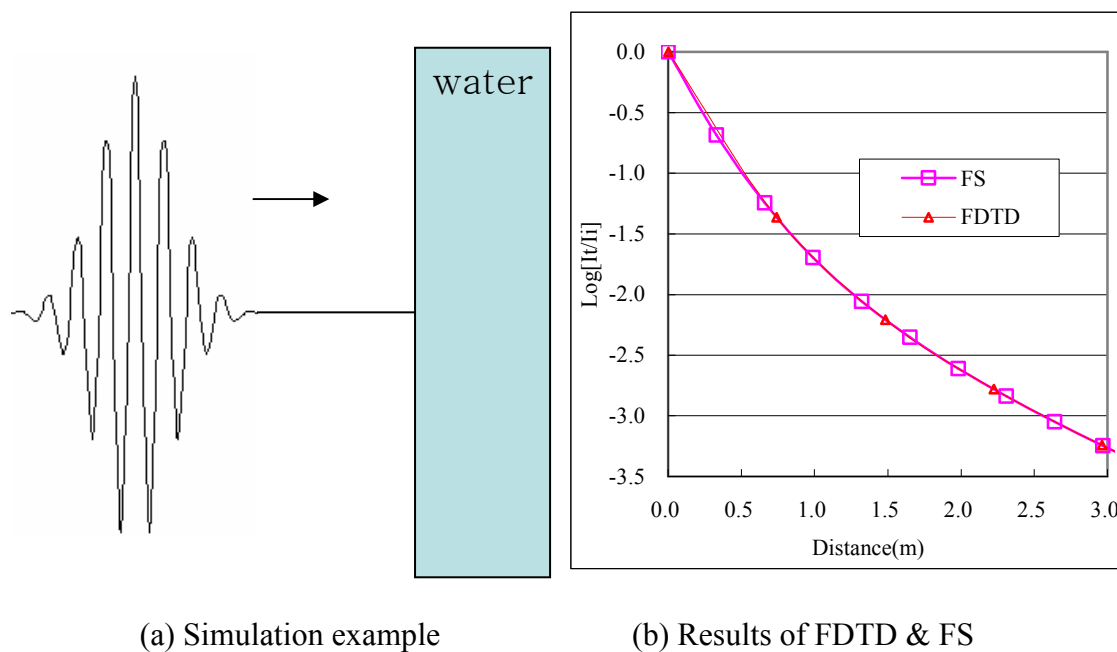 water
0.0
-0.5
-1.0
-1.5
-2.0
-2.5
-3.0
-3.5
Log[It/Ii]
FS
FDTD
0.0 0.5 1.0 1.5 2.0 2.5 3.0
Distance(m)
(a) Simulation example
(b) Results of FDTD & FS